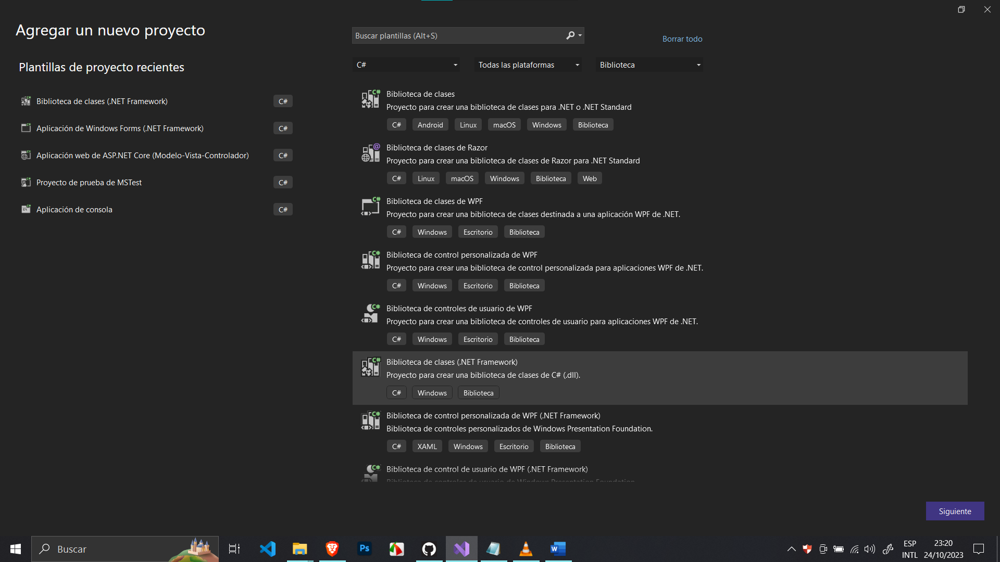 Agregar un nuevo proyecto
Plantillas de proyecto recientes
Biblioteca de clases (.NET Framework) C#
Aplicación de Windows Forms (.NET Framework) C#
Aplicación web de ASP.NET Core (Modelo-Vista-Controlador) C#
Proyecto de prueba de MSTest C#
Aplicación de consola C#
Buscar plantillas (Alt+S)
Borrar todo
C# Todas las plataformas Biblioteca
Biblioteca de clases
Proyecto para crear una biblioteca de clases para .NET o .NET Standard
C# Android Linux macOS Windows Biblioteca
Biblioteca de clases de Razor
Proyecto para crear una biblioteca de clases de Razor para .NET Standard
C# Linux macOS Windows Biblioteca Web
Biblioteca de clases de WPF
Proyecto para crear una biblioteca de clases destinada a una aplicación WPF de .NET.
C# Windows Escritorio Biblioteca
Biblioteca de control personalizada de WPF
Proyecto para crear una biblioteca de control personalizada para aplicaciones WPF de .NET.
C# Windows Escritorio Biblioteca
Biblioteca de controles de usuario de WPF
Proyecto para crear una biblioteca de controles de usuario para aplicaciones WPF de .NET.
C# Windows Escritorio Biblioteca
Biblioteca de clases (.NET Framework)
Proyecto para crear una biblioteca de clases de C# (.dll).
C# Windows Biblioteca
Biblioteca de control personalizada de WPF (.NET Framework)
Biblioteca de controles personalizados de Windows Presentation Foundation.
C# XAML Windows Escritorio Biblioteca
Biblioteca de control de usuario de WPF (.NET Framework)
Biblioteca de controles de usuario de Windows Presentation Foundation
Siguiente
Buscar
Ps
ESP
INTL
23:20
24/10/2023